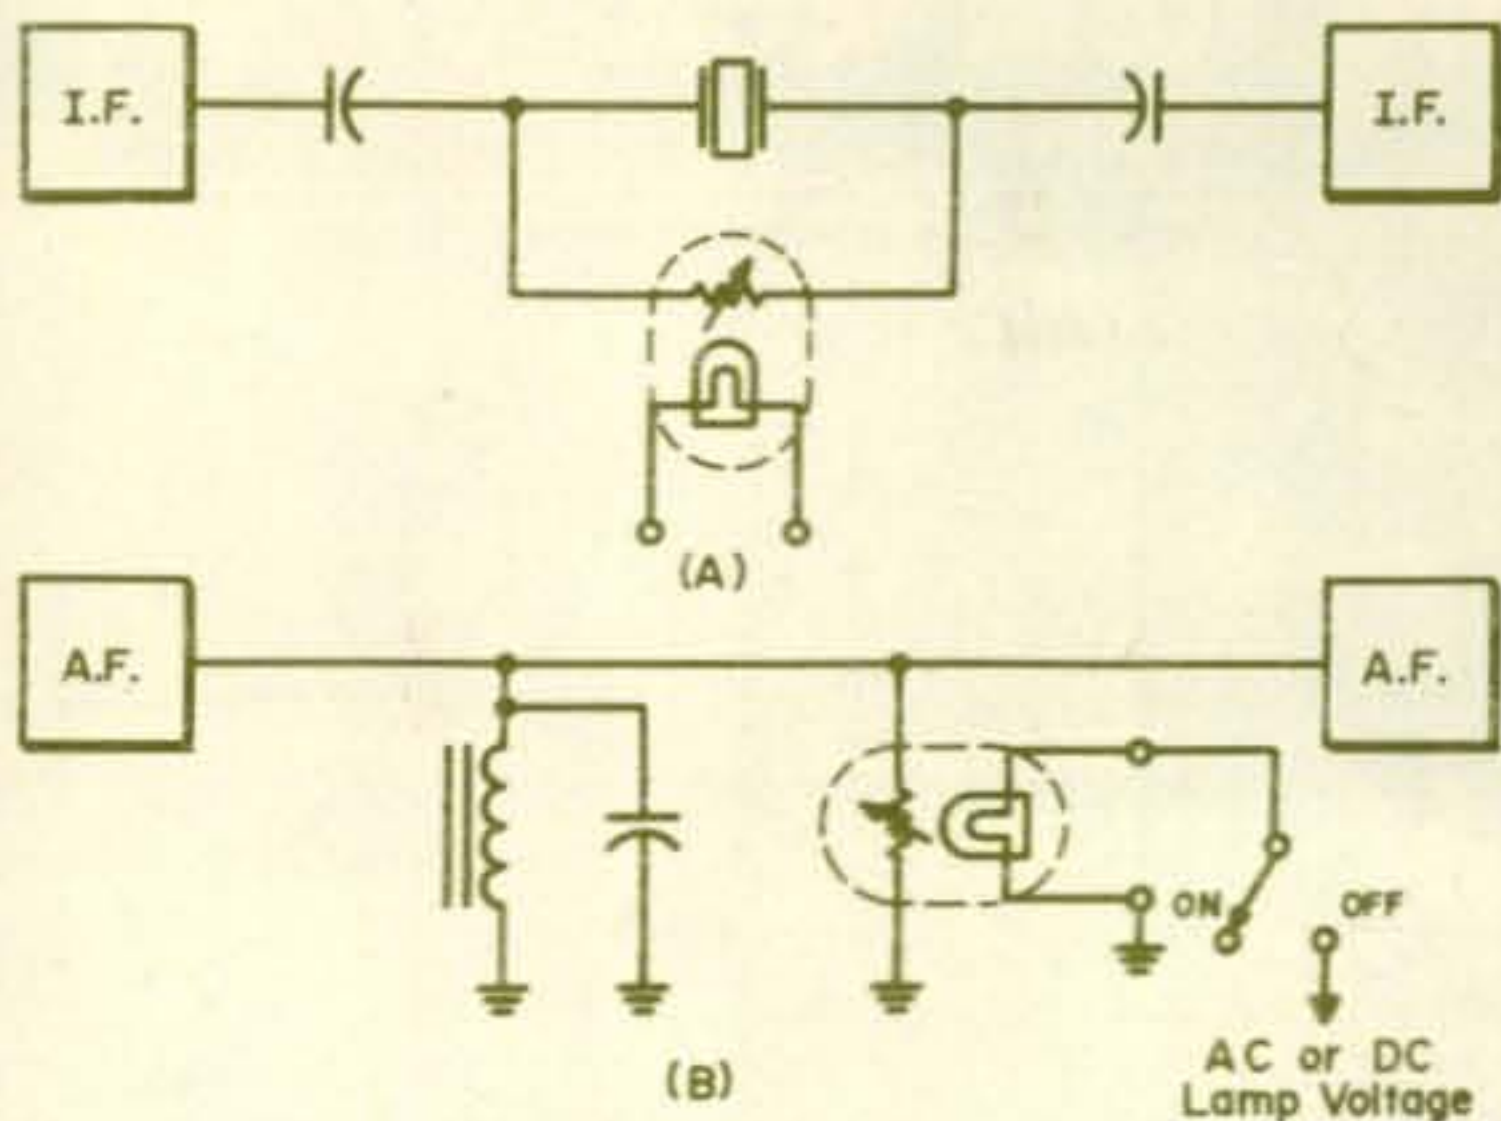 I.F.
I.F.
(A)
A.F.
A.F.
ON
OFF
(B)
AC or DC
Lamp Voltage